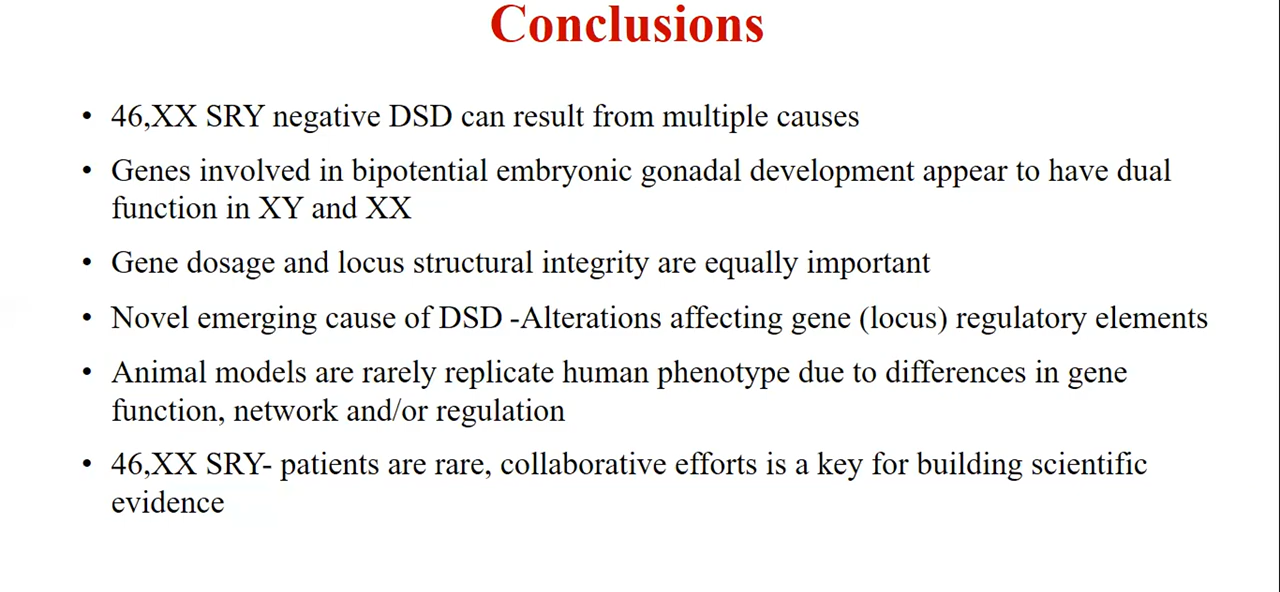 Conclusions
• 46,XX SRY negative DSD can result from multiple causes
• Genes involved in bipotential embryonic gonadal development appear to have dual
function in XY and XX
• Gene dosage and locus structural integrity are equally important
• Novel emerging cause of DSD -Alterations affecting gene (locus) regulatory elements
• Animal models are rarely replicate human phenotype due to differences in gene
function, network and/or regulation
• 46,XX SRY- patients are rare, collaborative efforts is a key for building scientific
evidence